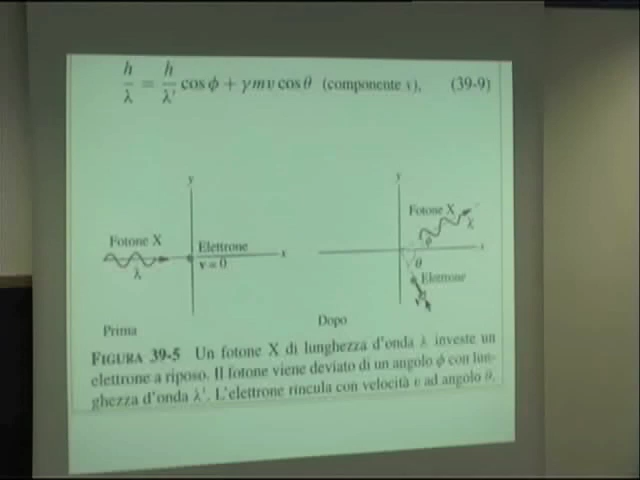 h/λ = h/λ' cos ϕ + γmv cos θ (componente x), (39-9)
y
Fotone X
λ
Elettrone
v = 0
x
Prima
y
Fotone X
λ'
ϕ
x
θ
Elettrone
v
Dopo
FIGURA 39-5 Un fotone X di lunghezza d'onda λ investe un
elettrone a riposo. Il fotone viene deviato di un angolo ϕ con lun-
ghezza d'onda λ'. L'elettrone rincula con velocità v ad angolo θ.